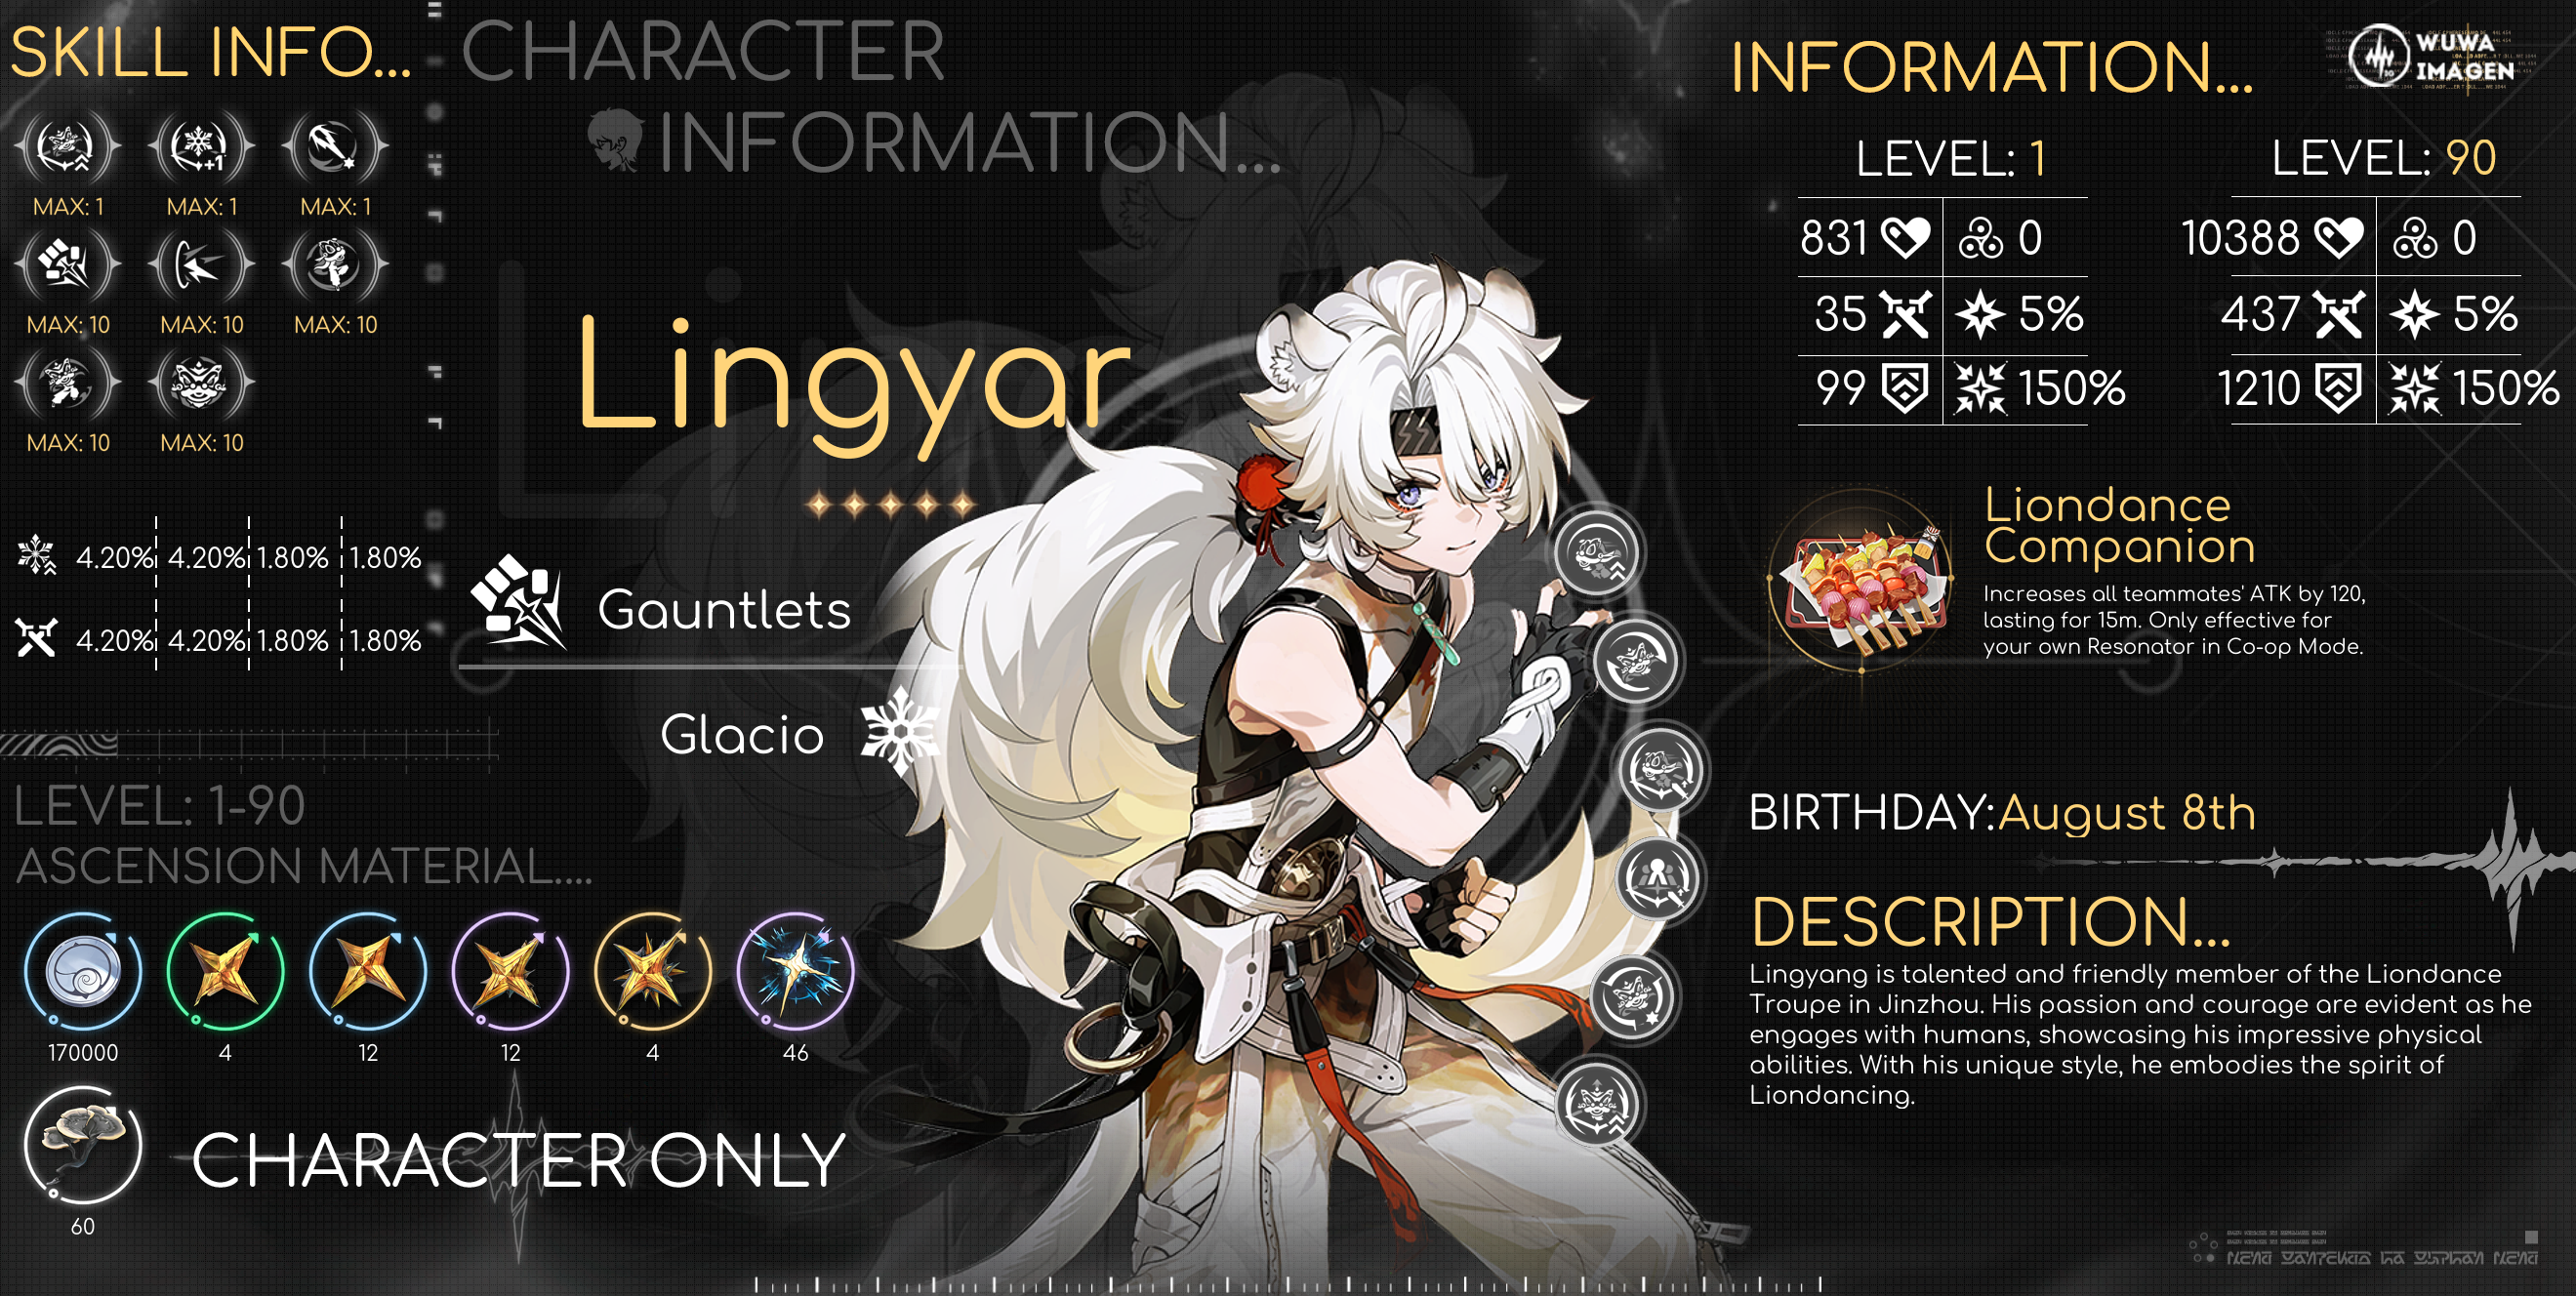 SKILL INFO...
MAX: 1
MAX: 1
MAX: 1
MAX: 10
MAX: 10
MAX: 10
MAX: 10
MAX: 10
4.20% 4.20% 1.80% 1.80%
4.20% 4.20% 1.80% 1.80%
CHARACTER
INFORMATION...
Lingyar
Gauntlets
Glacio
LEVEL: 1-90
ASCENSION MATERIAL....
170000
4
12
12
4
46
60
CHARACTER ONLY
INFORMATION...
WUWA
IMAGEN
LEVEL: 1
831 0
35 5%
99 150%
LEVEL: 90
10388 0
437 5%
1210 150%
Liondance
Companion
Increases all teammates' ATK by 120,
lasting for 15m. Only effective for
your own Resonator in Co-op Mode.
BIRTHDAY:August 8th
DESCRIPTION...
Lingyang is talented and friendly member of the Liondance
Troupe in Jinzhou. His passion and courage are evident as he
engages with humans, showcasing his impressive physical
abilities. With his unique style, he embodies the spirit of
Liondancing.